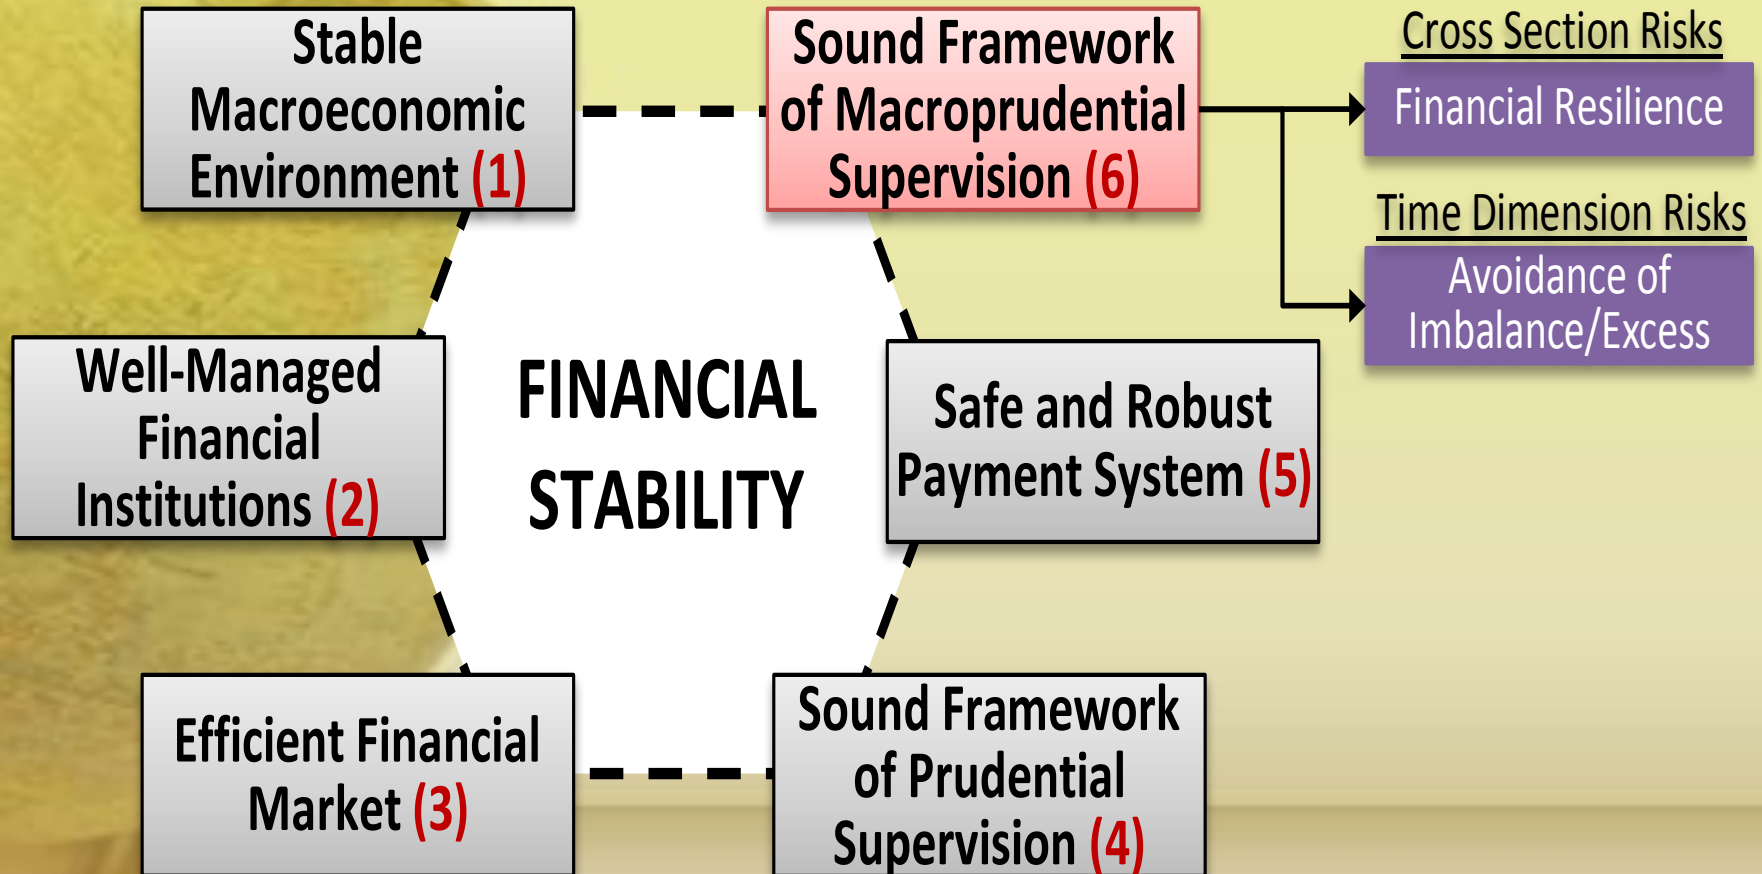 Stable
Macroeconomic
Environment (1)
Sound Framework
of Macroprudential
Supervision (6)
Cross Section Risks
Financial Resilience
Time Dimension Risks
Avoidance of
Imbalance/Excess
Well-Managed
Financial
Institutions (2)
FINANCIAL
STABILITY
Safe and Robust
Payment System (5)
Efficient Financial
Market (3)
Sound Framework
of Prudential
Supervision (4)